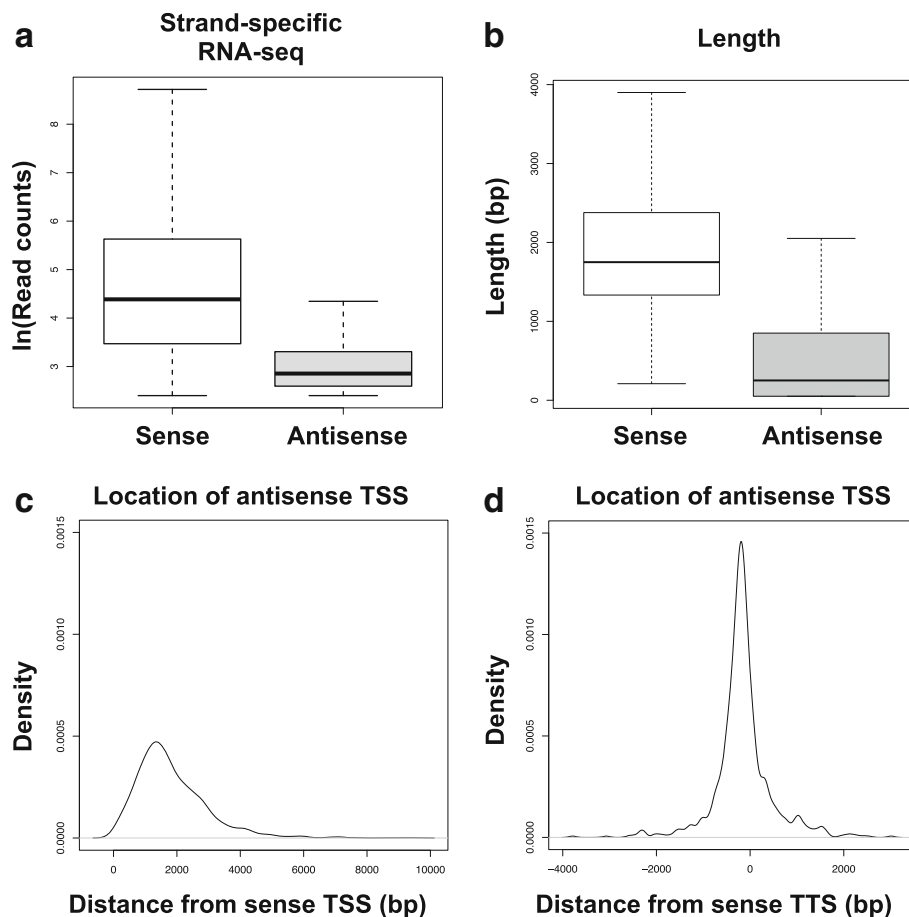 a
Strand-specific
RNA-seq
ln(Read counts)
8
7
6
5
4
3
Sense
Antisense
b
Length
Length (bp)
4000
3000
2000
1000
0
Sense
Antisense
c
Location of antisense TSS
Density
0.0015
0.0010
0.0005
0.0000
0
2000
4000
6000
8000
10000
Distance from sense TSS (bp)
d
Location of antisense TSS
Density
0.0015
0.0010
0.0005
0.0000
−4000
−2000
0
2000
Distance from sense TTS (bp)